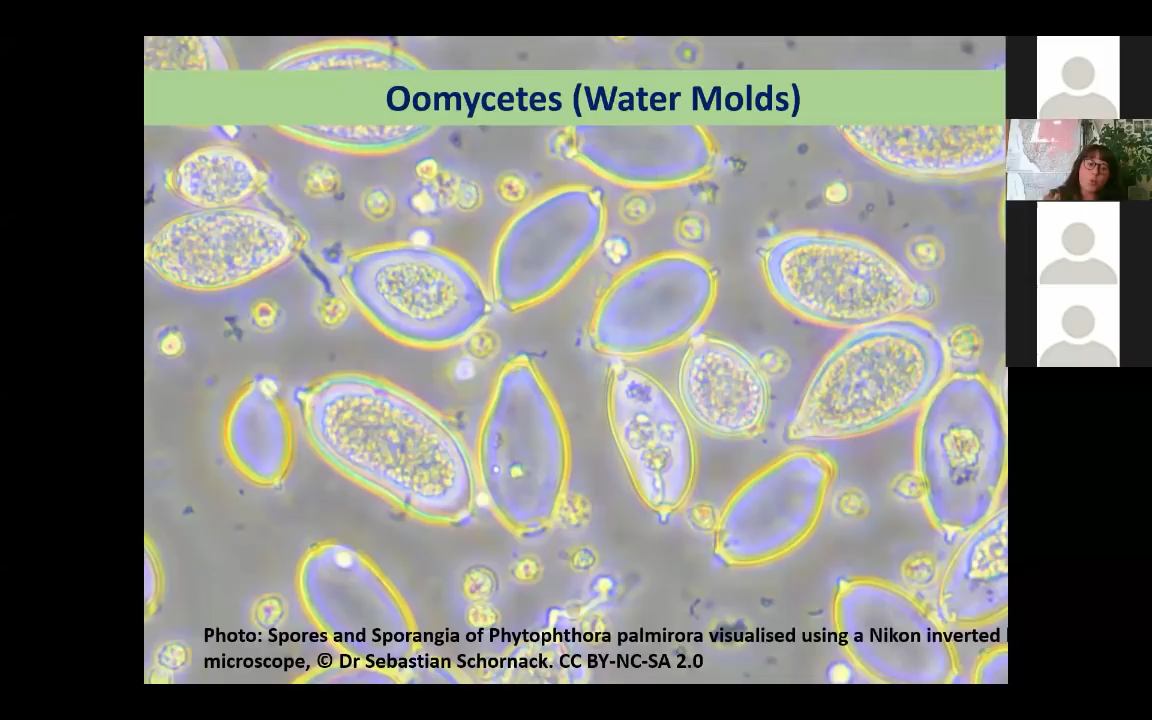 Oomycetes (Water Molds)
Photo: Spores and Sporangia of Phytophthora palmirora visualised using a Nikon inverted
microscope, © Dr Sebastian Schornack. CC BY-NC-SA 2.0